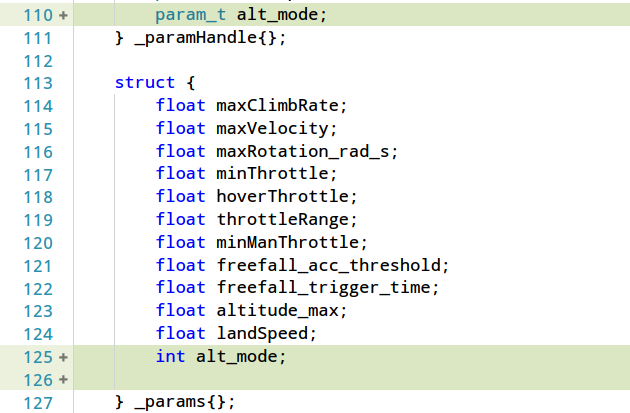 110 + param_t alt_mode;
111 } _paramHandle{};
112
113 struct {
114 float maxClimbRate;
115 float maxVelocity;
116 float maxRotation_rad_s;
117 float minThrottle;
118 float hoverThrottle;
119 float throttleRange;
120 float minManThrottle;
121 float freefall_acc_threshold;
122 float freefall_trigger_time;
123 float altitude_max;
124 float landSpeed;
125 + int alt_mode;
126 +
127 } _params{};